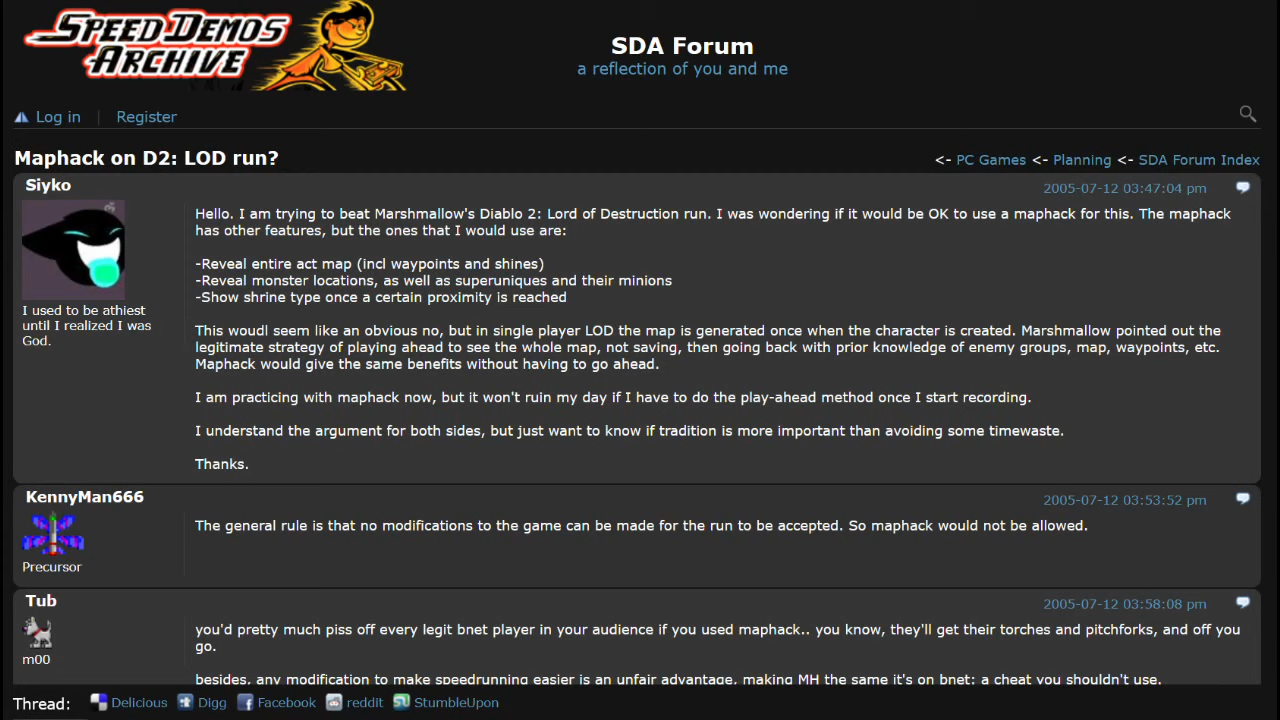 SPEED DEMOS
ARCHIVE
SDA Forum
a reflection of you and me
Log in | Register
Maphack on D2: LOD run?
<- PC Games <- Planning <- SDA Forum Index
Siyko
2005-07-12 03:47:04 pm
I used to be athiest
until I realized I was
God.
Hello. I am trying to beat Marshmallow's Diablo 2: Lord of Destruction run. I was wondering if it would be OK to use a maphack for this. The maphack
has other features, but the ones that I would use are:
-Reveal entire act map (incl waypoints and shines)
-Reveal monster locations, as well as superuniques and their minions
-Show shrine type once a certain proximity is reached
This woudl seem like an obvious no, but in single player LOD the map is generated once when the character is created. Marshmallow pointed out the
legitimate strategy of playing ahead to see the whole map, not saving, then going back with prior knowledge of enemy groups, map, waypoints, etc.
Maphack would give the same benefits without having to go ahead.
I am practicing with maphack now, but it won't ruin my day if I have to do the play-ahead method once I start recording.
I understand the argument for both sides, but just want to know if tradition is more important than avoiding some timewaste.
Thanks.
KennyMan666
2005-07-12 03:53:52 pm
Precursor
The general rule is that no modifications to the game can be made for the run to be accepted. So maphack would not be allowed.
Tub
2005-07-12 03:58:08 pm
m00
you'd pretty much piss off every legit bnet player in your audience if you used maphack.. you know, they'll get their torches and pitchforks, and off you
go.
besides, any modification to make speedrunning easier is an unfair advantage, making MH the same it's on bnet: a cheat you shouldn't use.
Thread: Delicious Digg Facebook reddit StumbleUpon